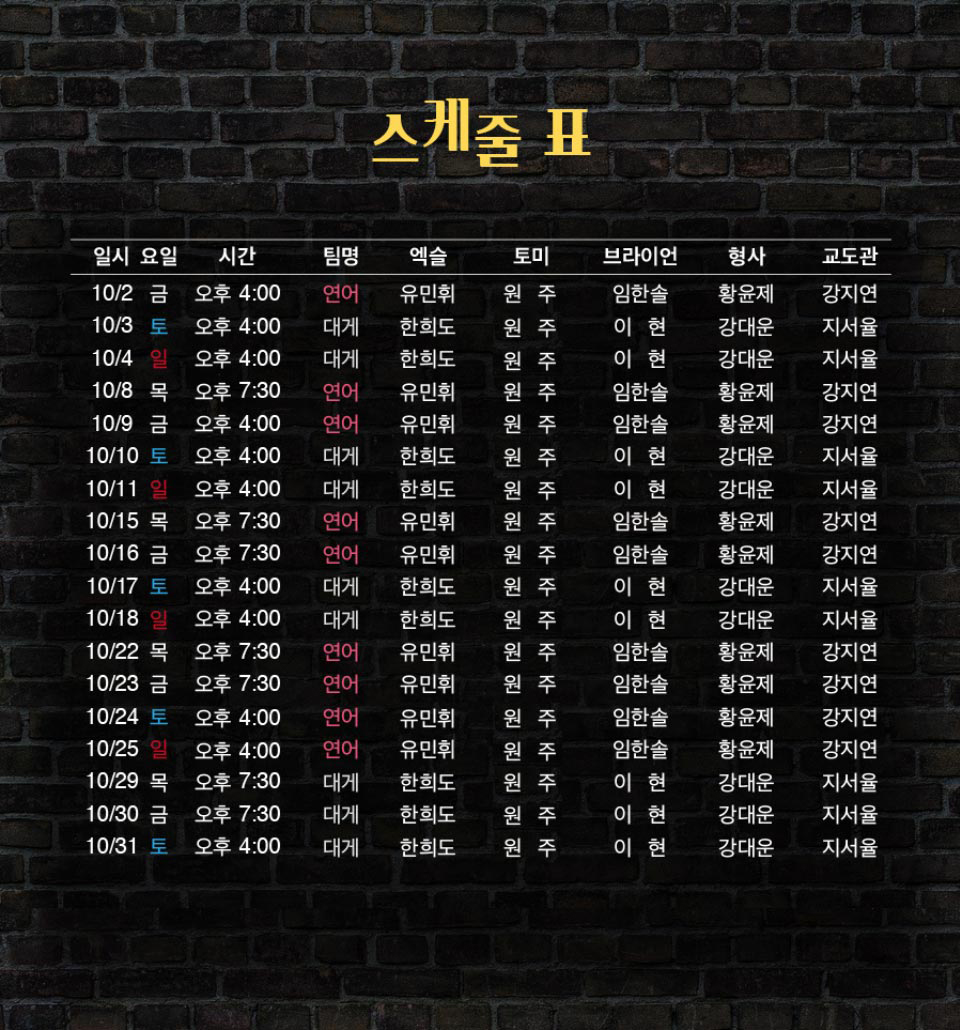 스케줄 표
일시 요일 시간 팀명 엑슬 토미 브라이언 형사 교도관
10/2 금 오후 4:00 연어 유민휘 원 주 임한솔 황윤제 강지연
10/3 토 오후 4:00 대게 한희도 원 주 이 현 강대운 지서율
10/4 일 오후 4:00 대게 한희도 원 주 이 현 강대운 지서율
10/8 목 오후 7:30 연어 유민휘 원 주 임한솔 황윤제 강지연
10/9 금 오후 4:00 연어 유민휘 원 주 임한솔 황윤제 강지연
10/10 토 오후 4:00 대게 한희도 원 주 이 현 강대운 지서율
10/11 일 오후 4:00 대게 한희도 원 주 이 현 강대운 지서율
10/15 목 오후 7:30 연어 유민휘 원 주 임한솔 황윤제 강지연
10/16 금 오후 7:30 연어 유민휘 원 주 임한솔 황윤제 강지연
10/17 토 오후 4:00 대게 한희도 원 주 이 현 강대운 지서율
10/18 일 오후 4:00 대게 한희도 원 주 이 현 강대운 지서율
10/22 목 오후 7:30 연어 유민휘 원 주 임한솔 황윤제 강지연
10/23 금 오후 7:30 연어 유민휘 원 주 임한솔 황윤제 강지연
10/24 토 오후 4:00 연어 유민휘 원 주 임한솔 황윤제 강지연
10/25 일 오후 4:00 연어 유민휘 원 주 임한솔 황윤제 강지연
10/29 목 오후 7:30 대게 한희도 원 주 이 현 강대운 지서율
10/30 금 오후 7:30 대게 한희도 원 주 이 현 강대운 지서율
10/31 토 오후 4:00 대게 한희도 원 주 이 현 강대운 지서율